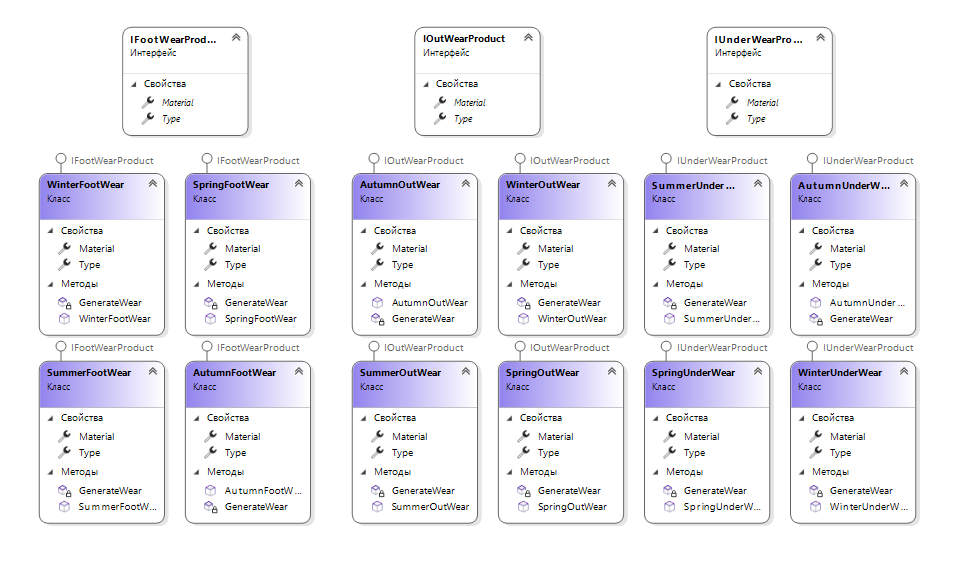 IFootWearProd...
Интерфейс
Свойства
Material
Type
IOutWearProduct
Интерфейс
Свойства
Material
Type
IUnderWearPro...
Интерфейс
Свойства
Material
Type
IFootWearProduct
WinterFootWear
Класс
Свойства
Material
Type
Методы
GenerateWear
WinterFootWear
IFootWearProduct
SpringFootWear
Класс
Свойства
Material
Type
Методы
GenerateWear
SpringFootWear
IOutWearProduct
AutumnOutWear
Класс
Свойства
Material
Type
Методы
AutumnOutWear
GenerateWear
IOutWearProduct
WinterOutWear
Класс
Свойства
Material
Type
Методы
GenerateWear
WinterOutWear
IUnderWearProduct
SummerUnder...
Класс
Свойства
Material
Type
Методы
GenerateWear
SummerUnder...
IUnderWearProduct
AutumnUnderW...
Класс
Свойства
Material
Type
Методы
AutumnUnder...
GenerateWear
IFootWearProduct
SummerFootWear
Класс
Свойства
Material
Type
Методы
GenerateWear
SummerFootW...
IFootWearProduct
AutumnFootWear
Класс
Свойства
Material
Type
Методы
AutumnFootW...
GenerateWear
IOutWearProduct
SummerOutWear
Класс
Свойства
Material
Type
Методы
GenerateWear
SummerOutWear
IOutWearProduct
SpringOutWear
Класс
Свойства
Material
Type
Методы
GenerateWear
SpringOutWear
IUnderWearProduct
SpringUnderWear
Класс
Свойства
Material
Type
Методы
GenerateWear
SpringUnderW...
IUnderWearProduct
WinterUnderWear
Класс
Свойства
Material
Type
Методы
GenerateWear
WinterUnderW...